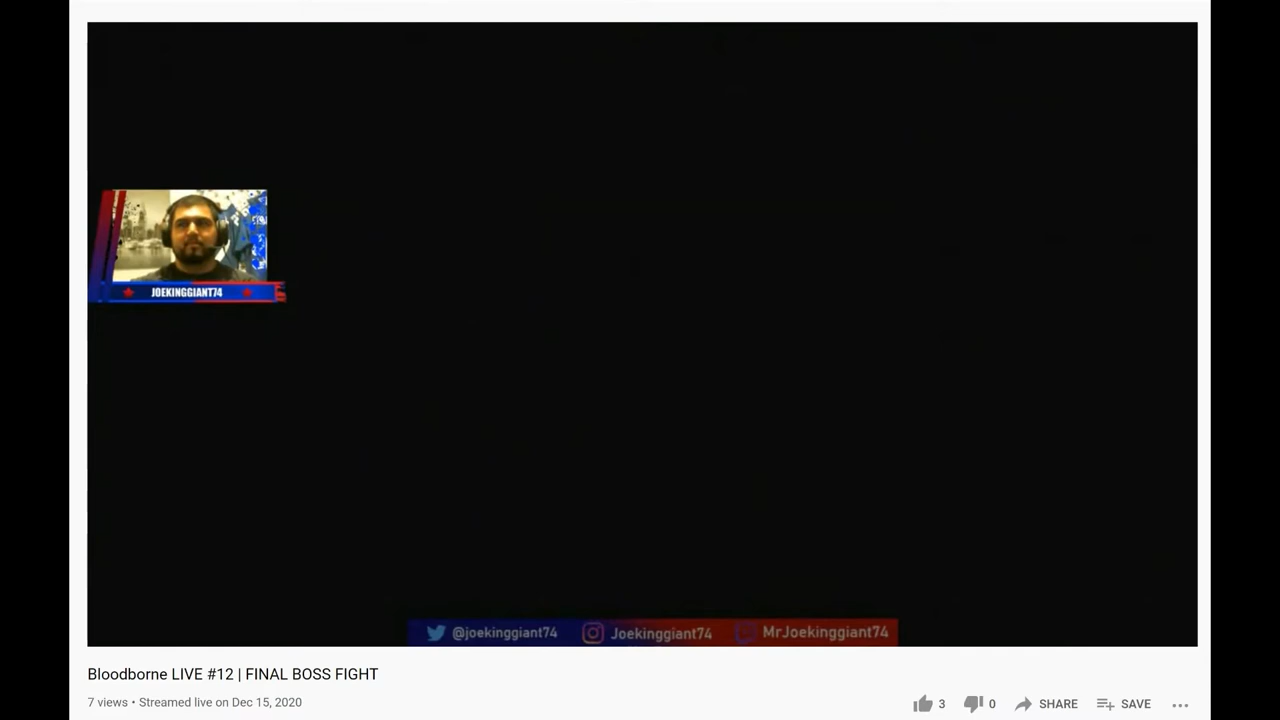 JOEKINGGIANT74
@joekinggiant74 Joekinggiant74 MrJoekinggiant74
Bloodborne LIVE #12 | FINAL BOSS FIGHT
7 views • Streamed live on Dec 15, 2020
3 0 SHARE SAVE